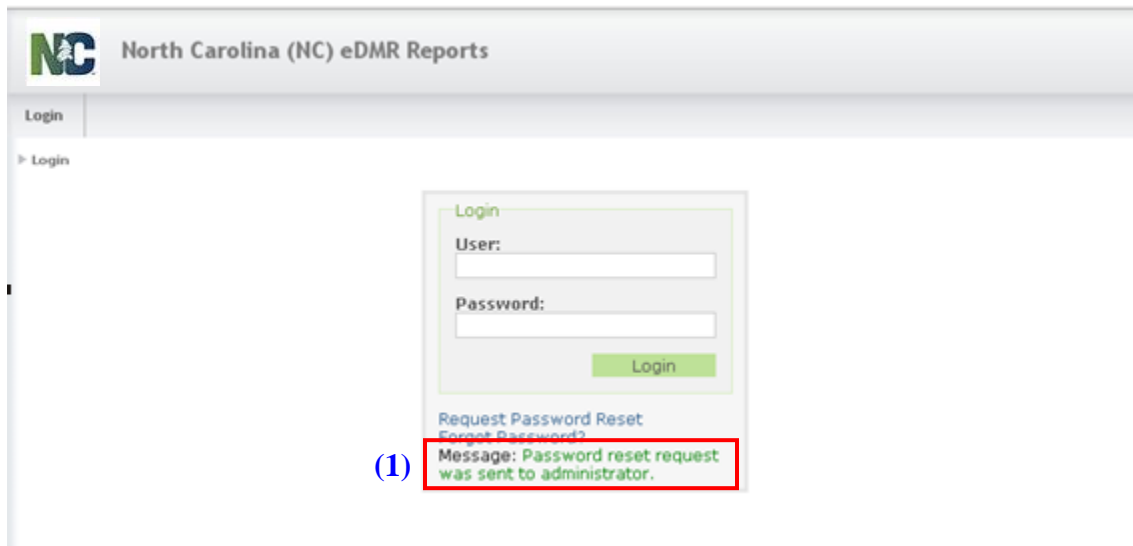 NC
North Carolina (NC) eDMR Reports
Login
Login
Login
User:
Password:
Login
Request Password Reset
Forgot Password?
(1)
Message: Password reset request
was sent to administrator.